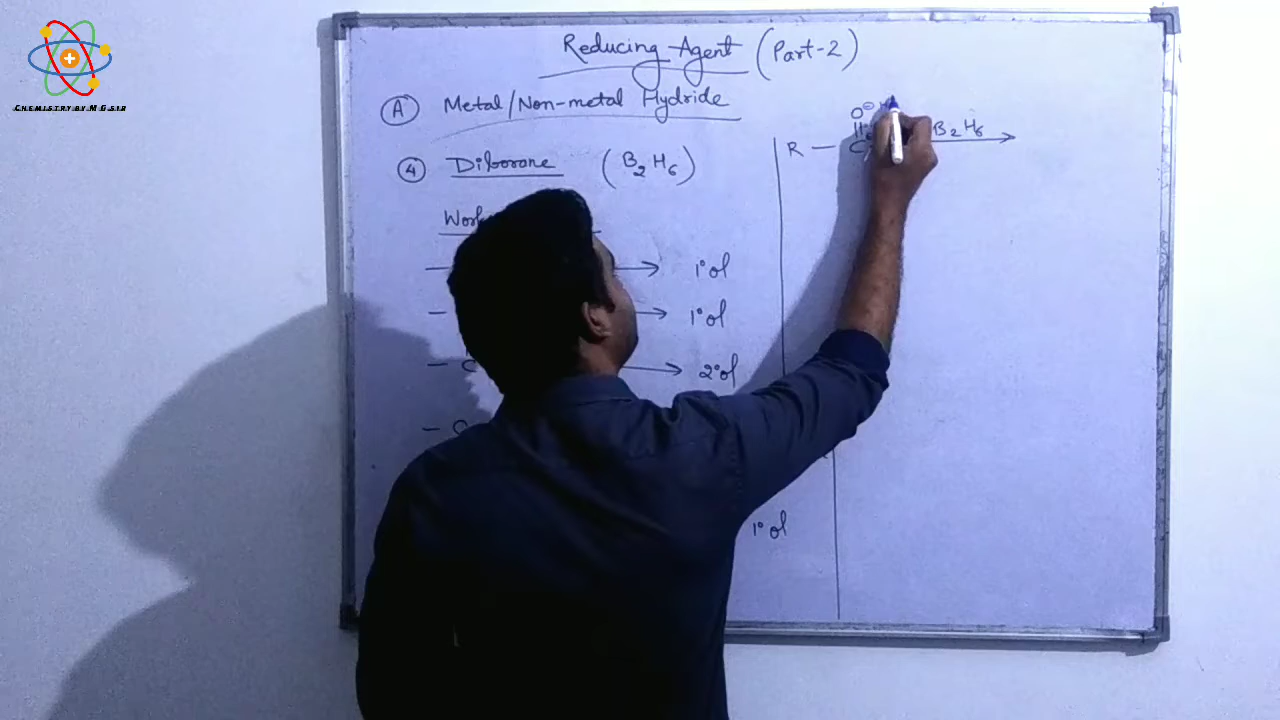 CHEMISTRY BY M G SIR
Reducing Agent (Part-2)
Ⓐ Metal/Non-metal Hydride
④ Diborane (B₂H₆)
→ 1°ol
→ 1°ol
— C → 2°ol
— O
1°ol
O⊖ H
||
R — C B₂H₆ →